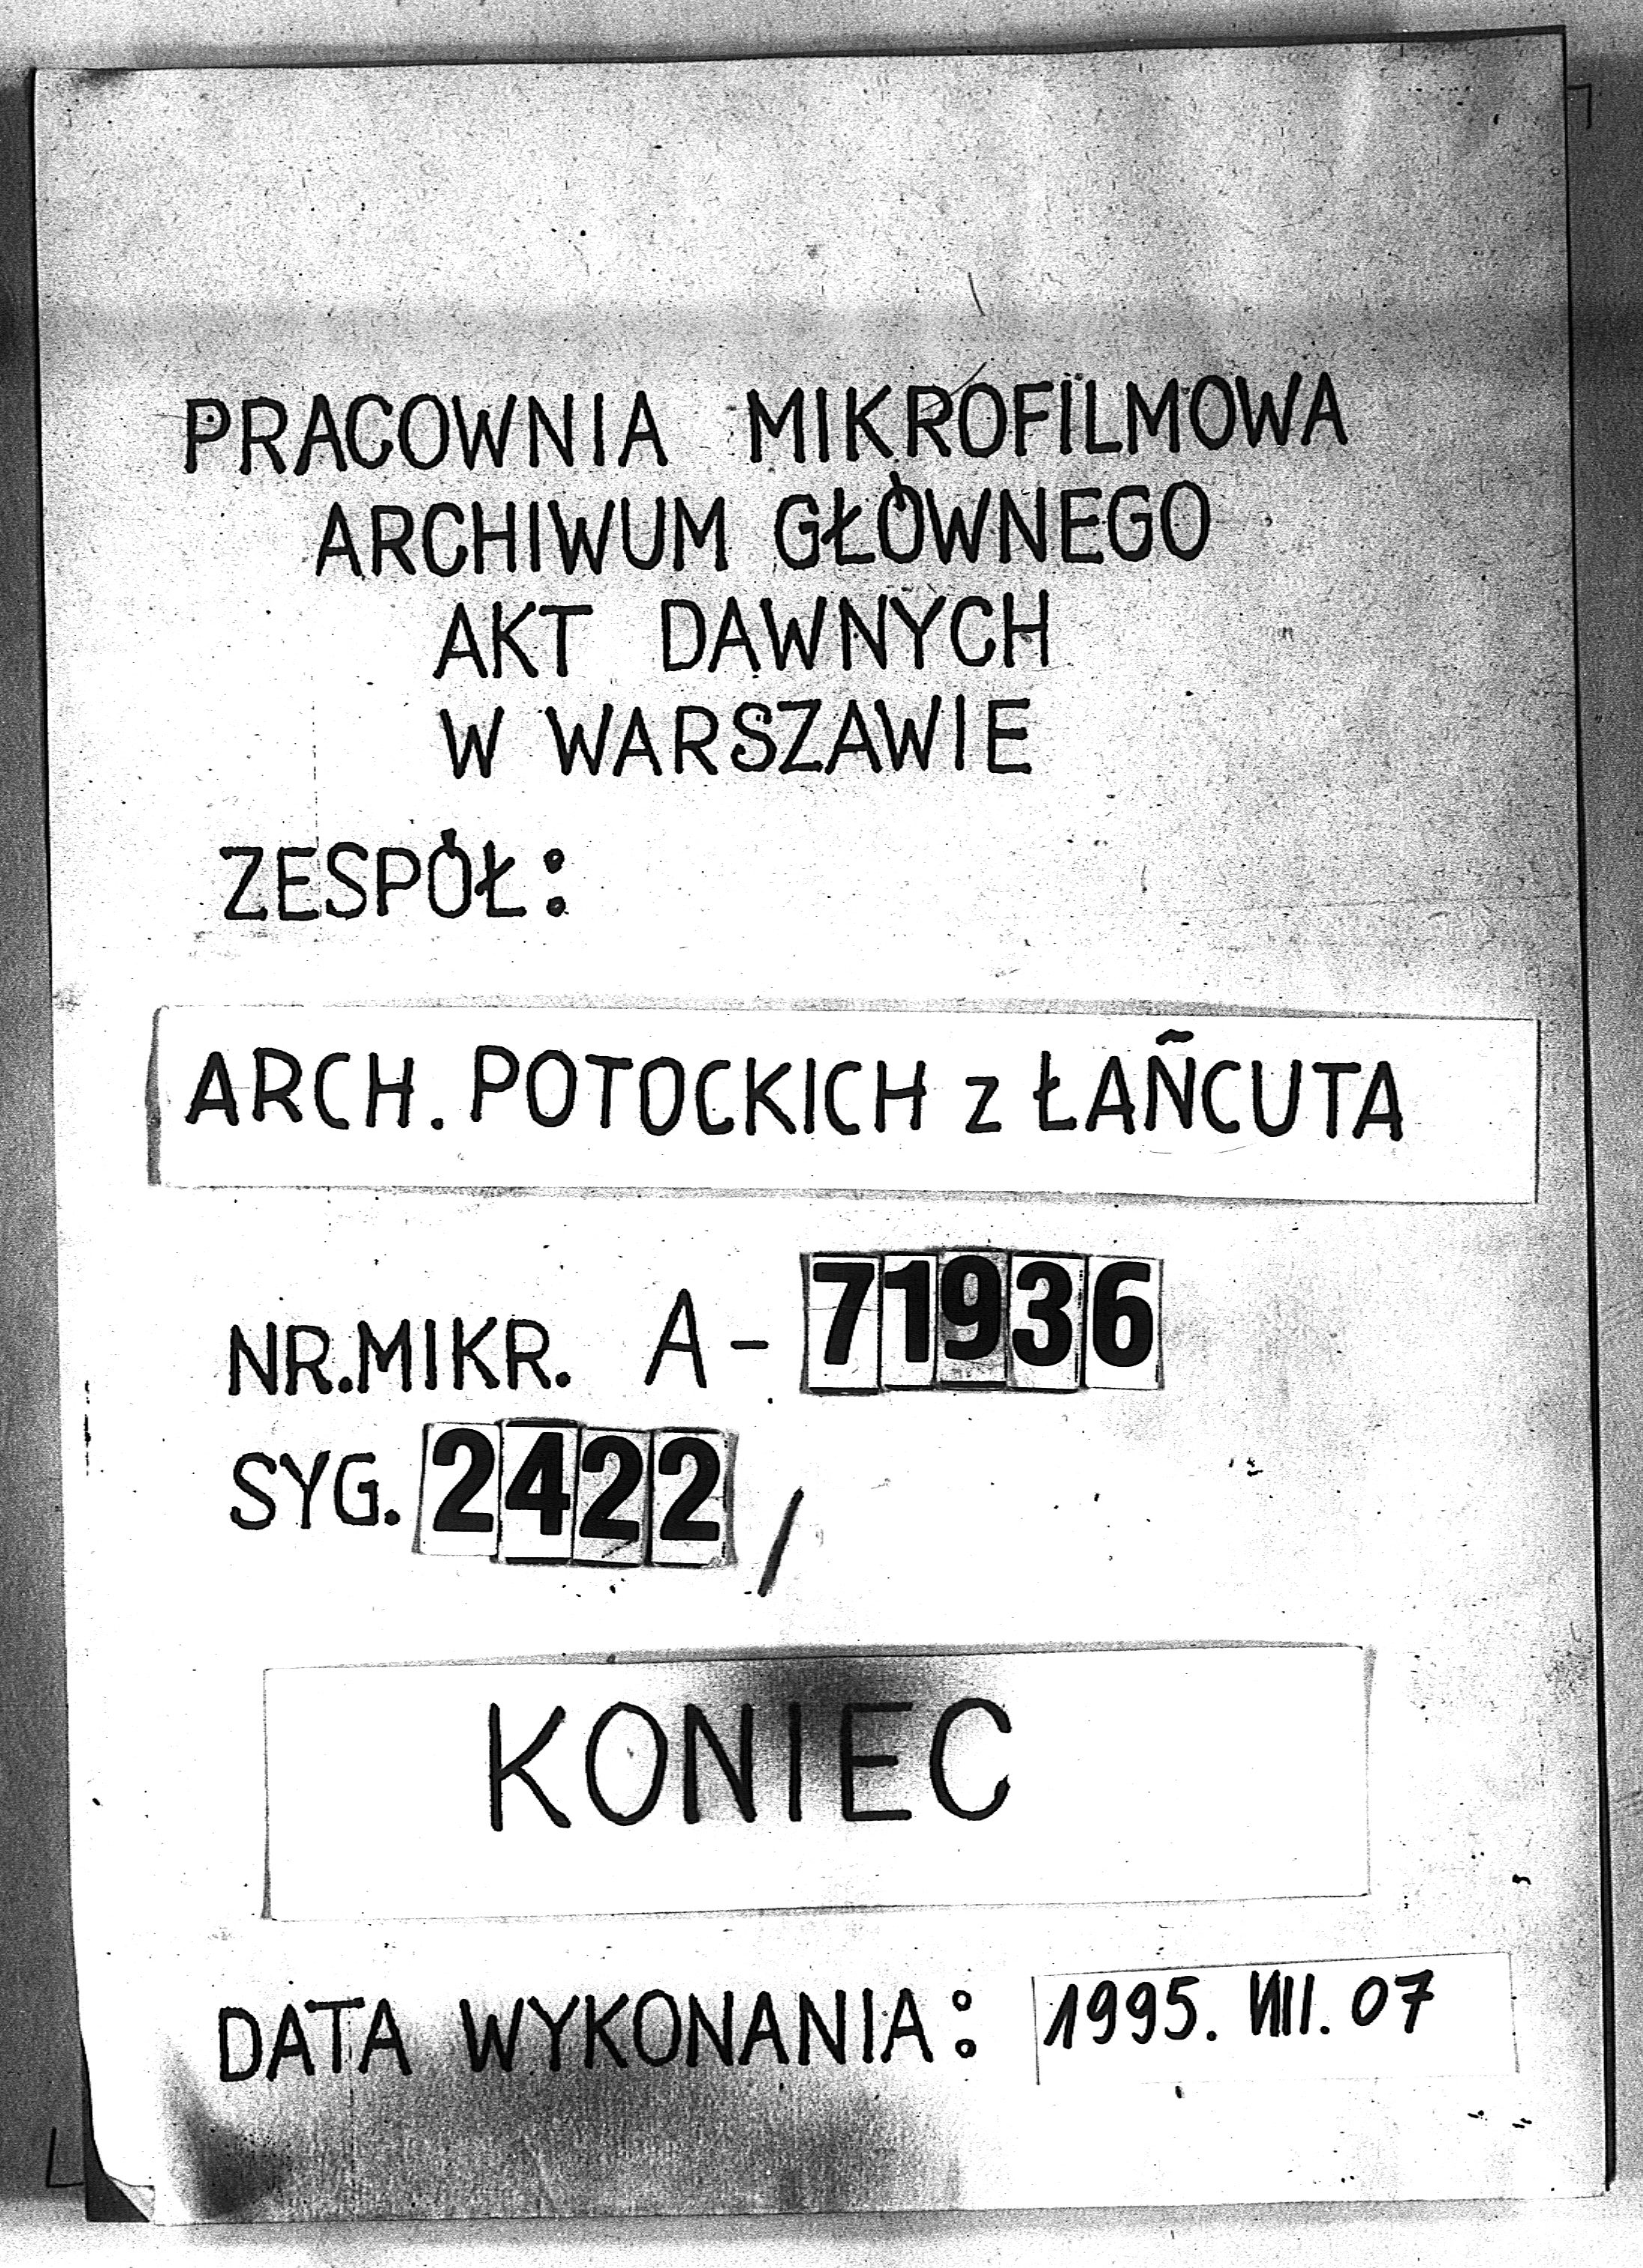 PRACOWNIA MIKROFILMOWA
ARCHIWUM GŁÓWNEGO
AKT DAWNYCH
W WARSZAWIE
ZESPÓŁ:
ARCH. POTOCKICH z ŁAŃCUTA
NR.MIKR. A-71936
SYG. 2422/
KONIEC
DATA WYKONANIA: 1995. VIII. 07